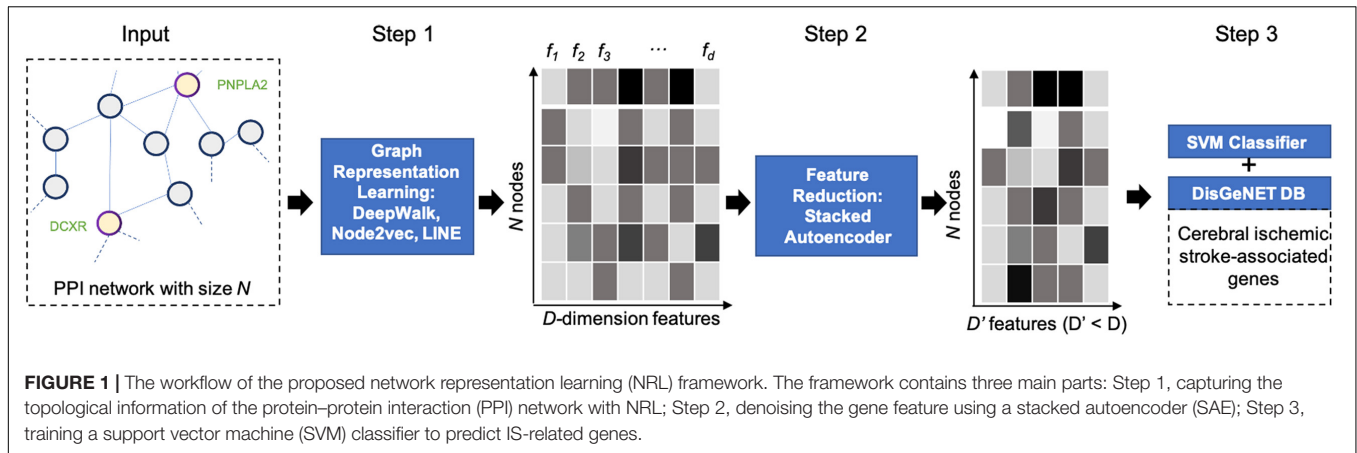 Input
PNPLA2
DCXR
PPI network with size N
Step 1
Graph
Representation
Learning:
DeepWalk,
Node2vec, LINE
f1 f2 f3 ... fd
N nodes
D-dimension features
Step 2
Feature
Reduction:
Stacked
Autoencoder
N nodes
D' features (D' < D)
Step 3
SVM Classifier
+
DisGeNET DB
Cerebral ischemic
stroke-associated
genes
FIGURE 1 | The workflow of the proposed network representation learning (NRL) framework. The framework contains three main parts: Step 1, capturing the
topological information of the protein–protein interaction (PPI) network with NRL; Step 2, denoising the gene feature using a stacked autoencoder (SAE); Step 3,
training a support vector machine (SVM) classifier to predict IS-related genes.